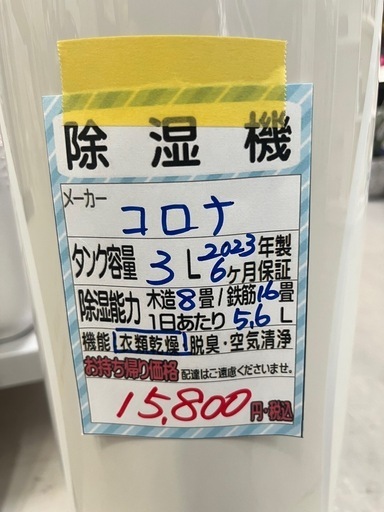 除湿機
メーカー
コロナ
タンク容量 3L 2023年製
6ヶ月保証
除湿能力 木造8畳/鉄筋16畳
1日あたり 5.6L
機能 衣類乾燥 脱臭・空気清浄
お持ち帰り価格 配達はご遠慮くださいませ。
15,800円・税込